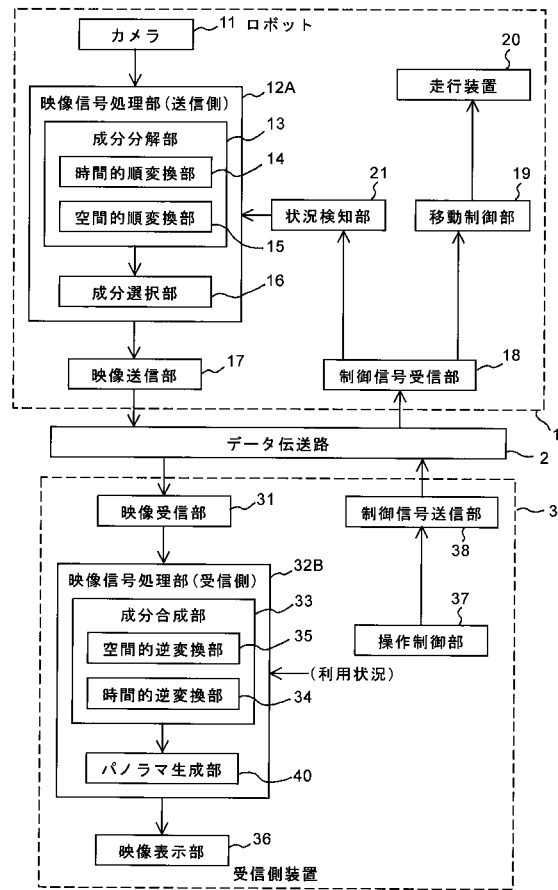 11 ロボット
カメラ
20
走行装置
12A
映像信号処理部(送信側)
13
成分分解部
14
時間的順変換部
15
空間的順変換部
21
状況検知部
19
移動制御部
16
成分選択部
17
映像送信部
18
制御信号受信部
1
データ伝送路
2
31
映像受信部
制御信号送信部
38
3
32B
映像信号処理部(受信側)
33
成分合成部
35
空間的逆変換部
34
時間的逆変換部
37
操作制御部
(利用状況)
パノラマ生成部
40
映像表示部
36
受信側装置